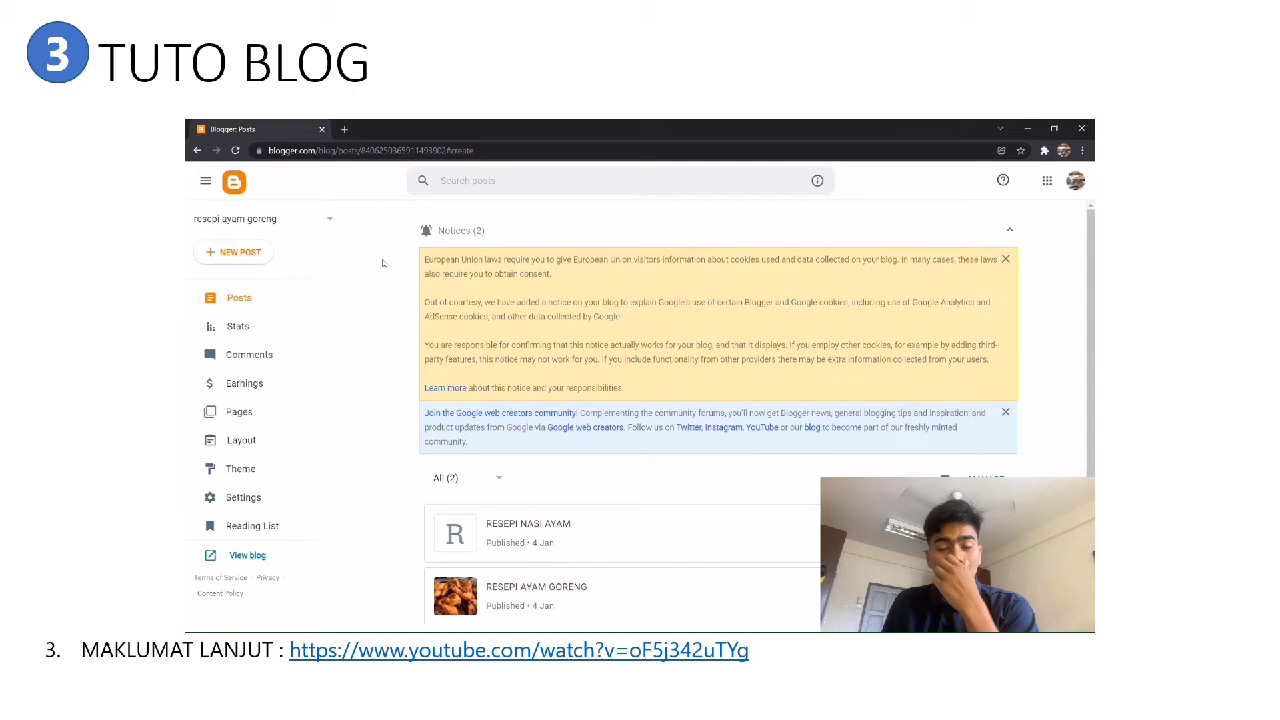 3 TUTO BLOG
Blogger: Posts
blogger.com/blog/posts/8406250365911493902#create
Search posts
resepi ayam goreng
NEW POST
Posts
Stats
Comments
Earnings
Pages
Layout
Theme
Settings
Reading List
View blog
Terms of Service · Privacy ·
Content Policy
Notices (2)
European Union laws require you to give European Union visitors information about cookies used and data collected on your blog. In many cases, these laws
also require you to obtain consent.
Out of courtesy, we have added a notice on your blog to explain Google's use of certain Blogger and Google cookies, including use of Google Analytics and
AdSense cookies, and other data collected by Google.
You are responsible for confirming that this notice actually works for your blog, and that it displays. If you employ other cookies, for example by adding third-
party features, this notice may not work for you. If you include functionality from other providers there may be extra information collected from your users.
Learn more about this notice and your responsibilities.
Join the Google web creators community! Complementing the community forums, you'll now get Blogger news, general blogging tips and inspiration, and
product updates from Google via Google web creators. Follow us on Twitter, Instagram, YouTube or our blog to become part of our freshly minted
community.
All (2)
R
RESEPI NASI AYAM
Published • 4 Jan
RESEPI AYAM GORENG
Published • 4 Jan
3. MAKLUMAT LANJUT : https://www.youtube.com/watch?v=oF5j342uTYg